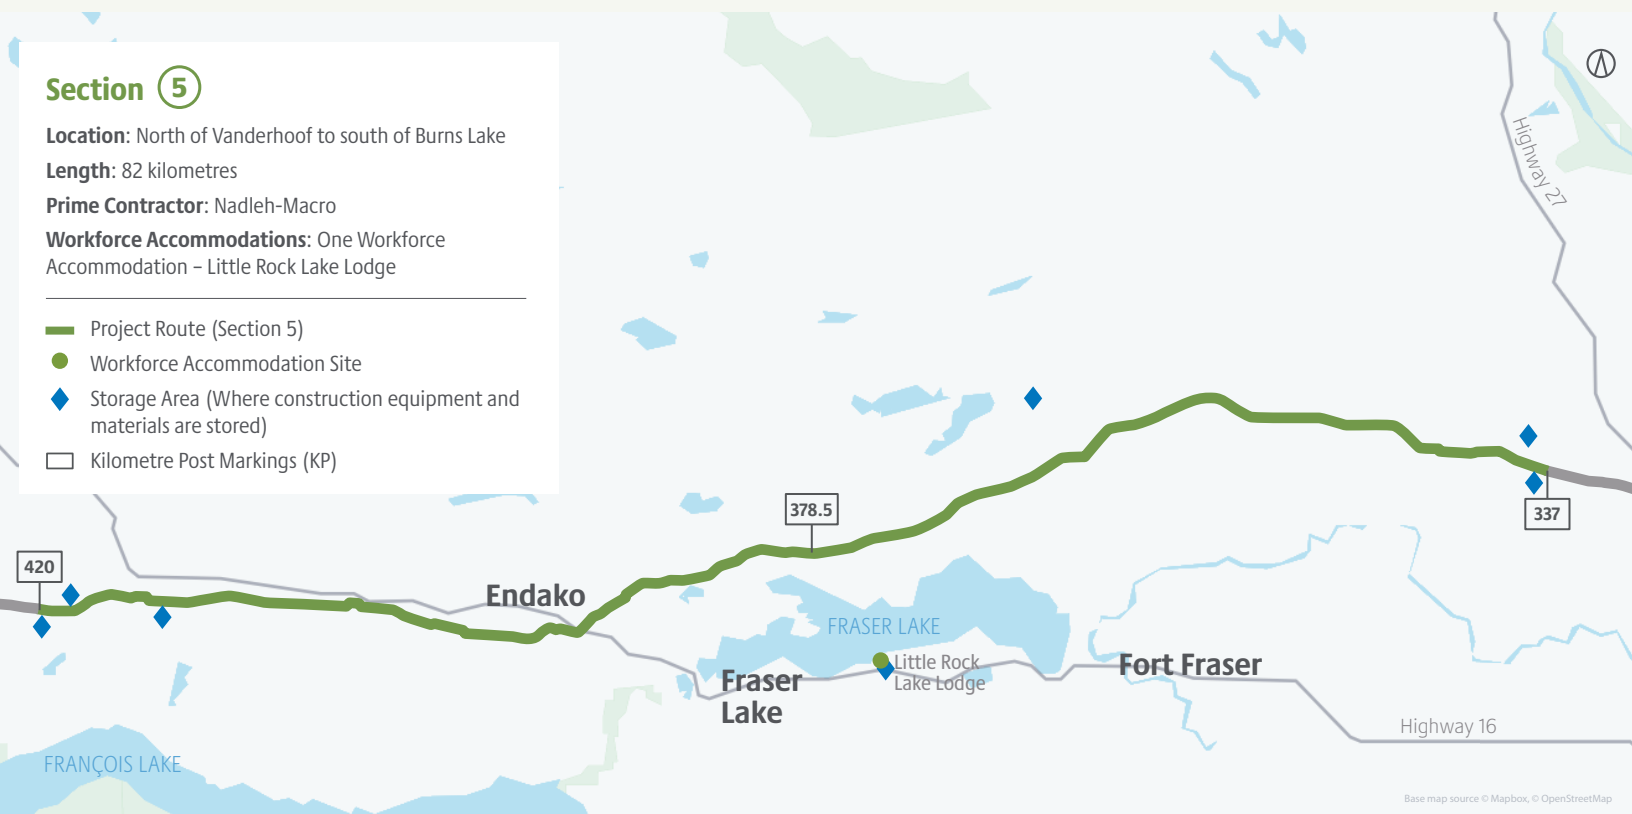 Section 5
Location: North of Vanderhoof to south of Burns Lake
Length: 82 kilometres
Prime Contractor: Nadleh-Macro
Workforce Accommodations: One Workforce
Accommodation – Little Rock Lake Lodge
Project Route (Section 5)
Workforce Accommodation Site
Storage Area (Where construction equipment and
materials are stored)
Kilometre Post Markings (KP)
Highway 27
378.5
337
420
Endako
FRASER LAKE
Little Rock
Lake Lodge
Fort Fraser
Fraser
Lake
Highway 16
FRANÇOIS LAKE
Base map source © Mapbox, © OpenStreetMap